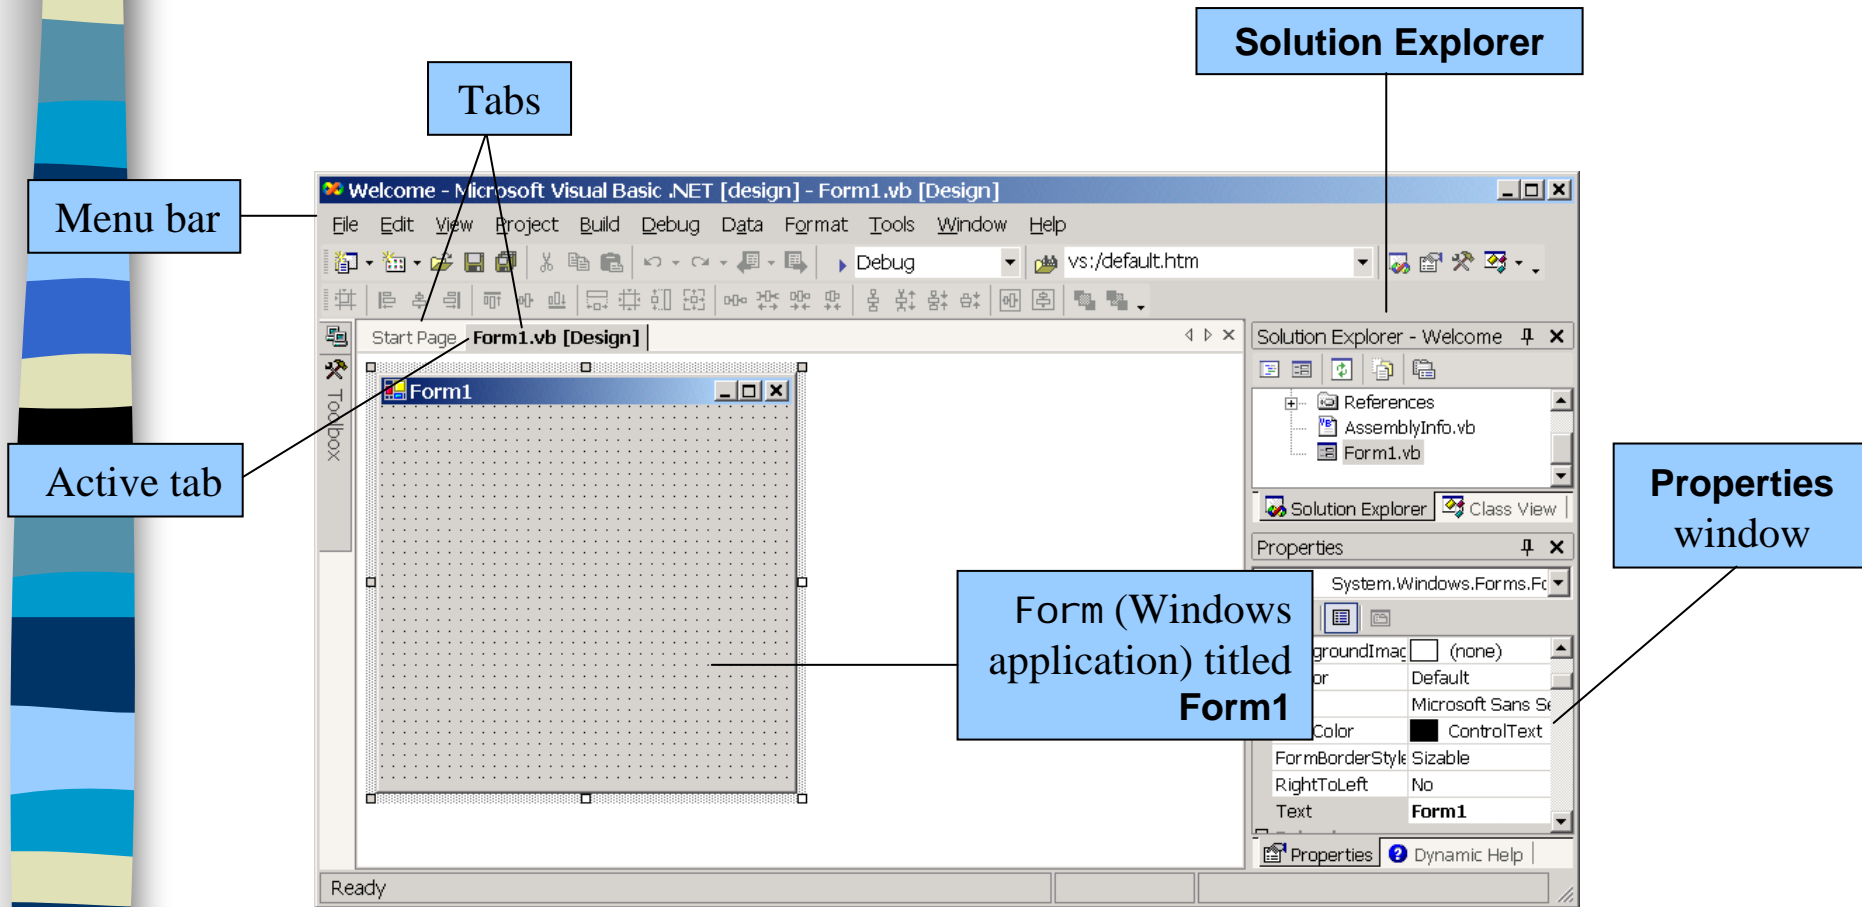 Solution Explorer
Tabs
Menu bar
Welcome - Microsoft Visual Basic .NET [design] - Form1.vb [Design]
File Edit View Project Build Debug Data Format Tools Window Help
Debug vs:/default.htm
Start Page Form1.vb [Design]
Solution Explorer - Welcome
Toolbox
Form1
References
AssemblyInfo.vb
Form1.vb
Active tab
Solution Explorer Class View
Properties
window
Properties
System.Windows.Forms.Fo
Form (Windows
application) titled
Form1
groundImag (none)
or Default
Microsoft Sans Se
Color ControlText
FormBorderStyle Sizable
RightToLeft No
Text Form1
Properties Dynamic Help
Ready